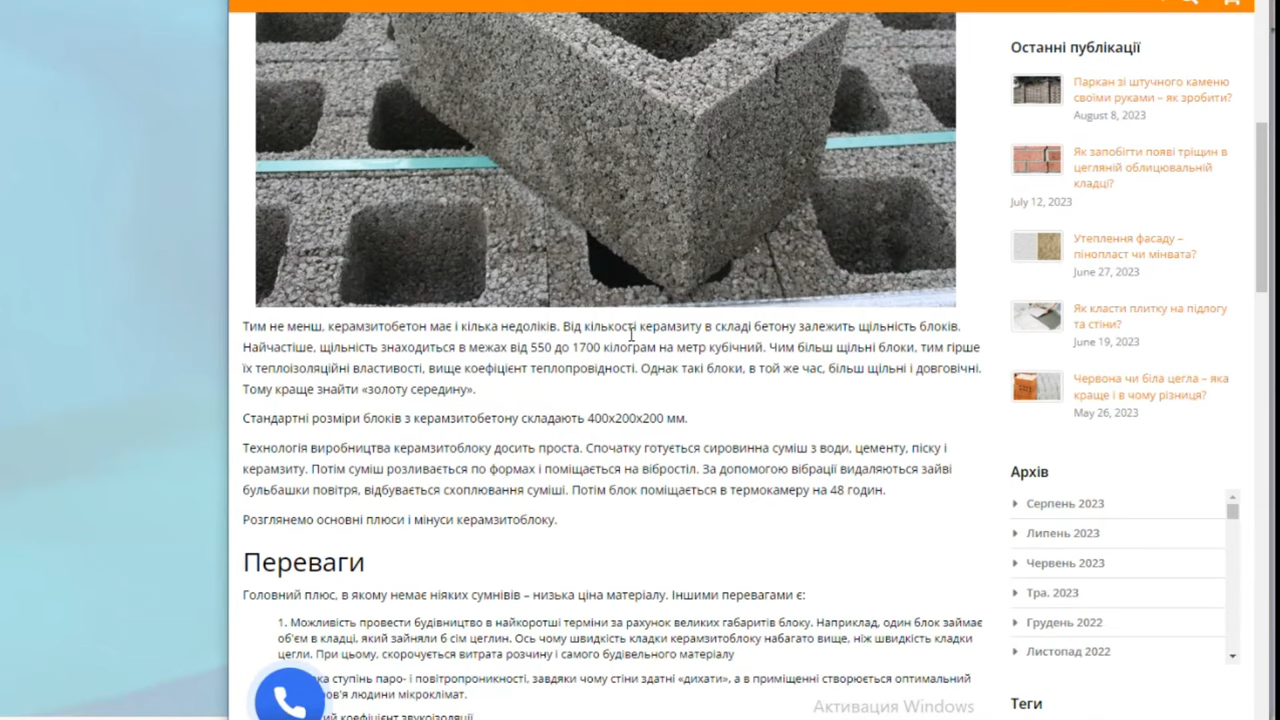 Тим не менш, керамзитобетон має і кілька недоліків. Від кількості керамзиту в складі бетону залежить щільність блоків.
Найчастіше, щільність знаходиться в межах від 550 до 1700 кілограм на метр кубічний. Чим більш щільні блоки, тим гірше
їх теплоізоляційні властивості, вище коефіцієнт теплопровідності. Однак такі блоки, в той же час, більш щільні і довговічні.
Тому краще знайти «золоту середину».
Стандартні розміри блоків з керамзитобетону складають 400х200х200 мм.
Технологія виробництва керамзитоблоку досить проста. Спочатку готується сировинна суміш з води, цементу, піску і
керамзиту. Потім суміш розливається по формах і поміщається на вібростіл. За допомогою вібрації видаляються зайві
бульбашки повітря, відбувається схоплювання суміші. Потім блок поміщається в термокамеру на 48 годин.
Розглянемо основні плюси і мінуси керамзитоблоку.
Переваги
Головний плюс, в якому немає ніяких сумнівів – низька ціна матеріалу. Іншими перевагами є:
1. Можливість провести будівництво в найкоротші терміни за рахунок великих габаритів блоку. Наприклад, один блок займає
об'єм в кладці, який зайняли б сім цеглин. Ось чому швидкість кладки керамзитоблоку набагато вище, ніж швидкість кладки
цегли. При цьому, скорочується витрата розчину і самого будівельного матеріалу
ступінь паро- і повітропроникності, завдяки чому стіни здатні «дихати», а в приміщенні створюється оптимальний
людини мікроклімат.
коефіцієнт звукоізоляції
Останні публікації
Паркан зі штучного каменю
своїми руками – як зробити?
August 8, 2023
Як запобігти появі тріщин в
цегляній облицювальній
кладці?
July 12, 2023
Утеплення фасаду –
пінопласт чи мінвата?
June 27, 2023
Як класти плитку на підлогу
та стіни?
June 19, 2023
Червона чи біла цегла – яка
краще і в чому різниця?
May 26, 2023
Архів
Серпень 2023
Липень 2023
Червень 2023
Тра. 2023
Грудень 2022
Листопад 2022
Теги
Активация Windows